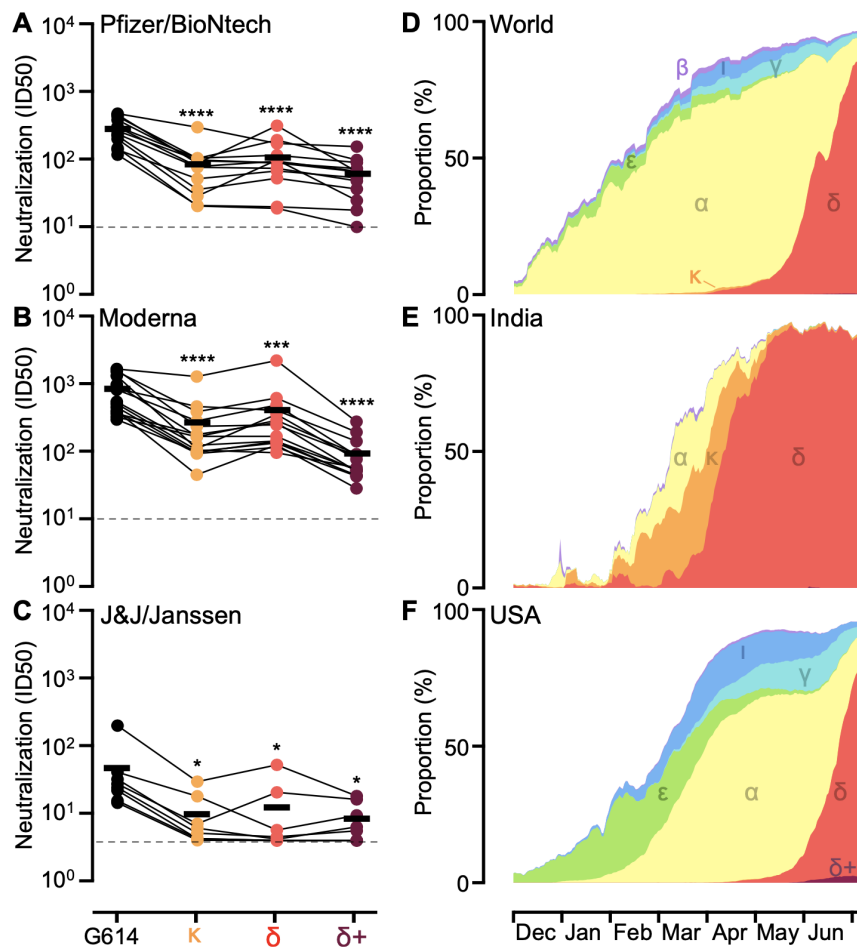 A Pfizer/BioNtech
Neutralization (ID50)
10⁴
10³
10²
10¹
10⁰
****
****
****
B Moderna
Neutralization (ID50)
10⁴
10³
10²
10¹
10⁰
****
***
****
C J&J/Janssen
Neutralization (ID50)
10⁴
10³
10²
10¹
10⁰
*
*
*
G614 κ δ δ+
D World
Proportion (%)
100
50
0
β ι γ
ε
α
δ
κ
E India
Proportion (%)
100
50
0
α κ δ
F USA
Proportion (%)
100
50
0
ι
γ
ε α δ
δ+
Dec Jan Feb Mar Apr May Jun